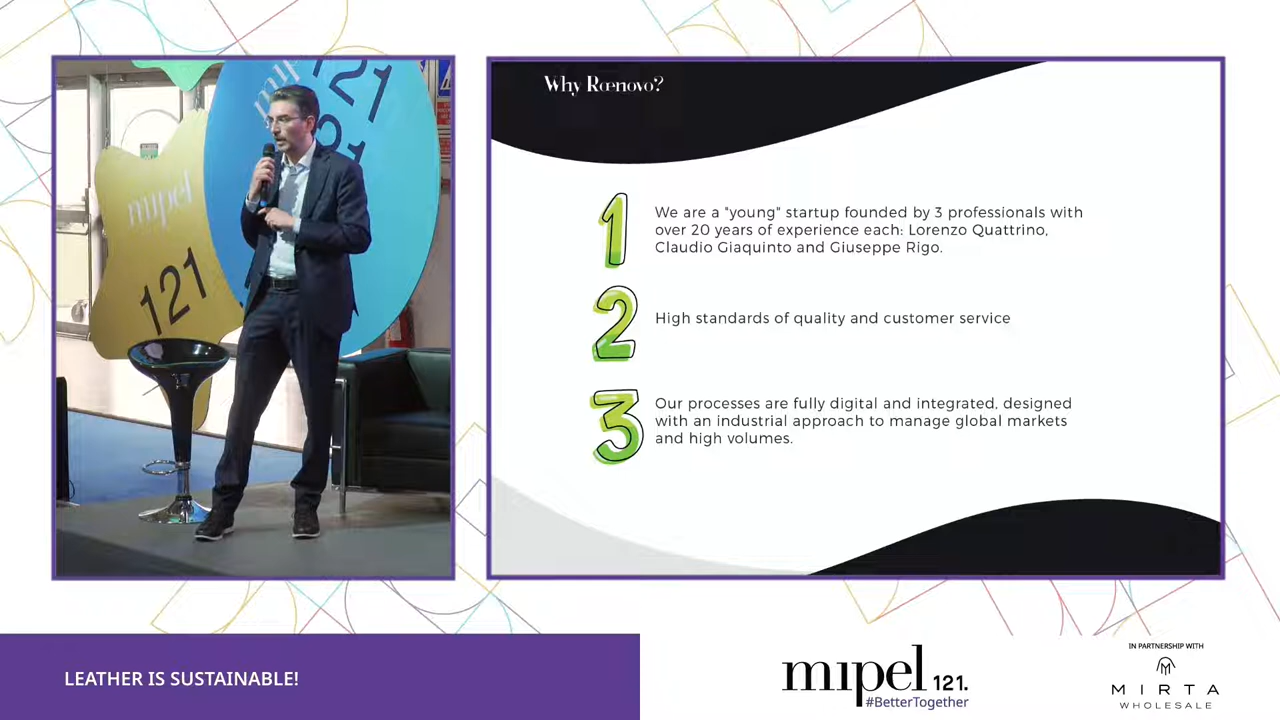 mipel
121
121
mipel
121
Why Rœnovo?
1
We are a "young" startup founded by 3 professionals with
over 20 years of experience each: Lorenzo Quattrino,
Claudio Giaquinto and Giuseppe Rigo.
2
High standards of quality and customer service
3
Our processes are fully digital and integrated, designed
with an industrial approach to manage global markets
and high volumes.
LEATHER IS SUSTAINABLE!
mipel 121.
#BetterTogether
IN PARTNERSHIP WITH
MIRTA
WHOLESALE